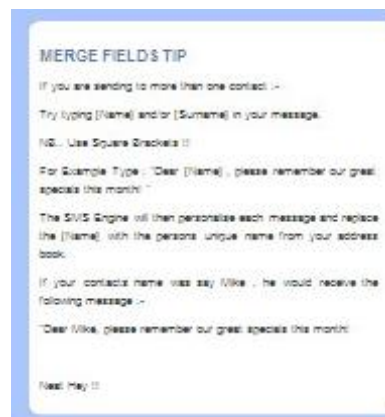 MERGE FIELDS TIP
If you are sending to more than one contact :-
Try typing [Name] and/or [Surname] in your message.
NB... Use Square Brackets !!
For Example Type : "Dear [Name] , please remember our great
specials this month! "
The SMS Engine will then personalise each message and replace
the [Name] with the persons unique name from your address
book.
If your contacts name was say Mike , he would receive the
following message :-
"Dear Mike, please remember our great specials this month!
Neat Hey !!